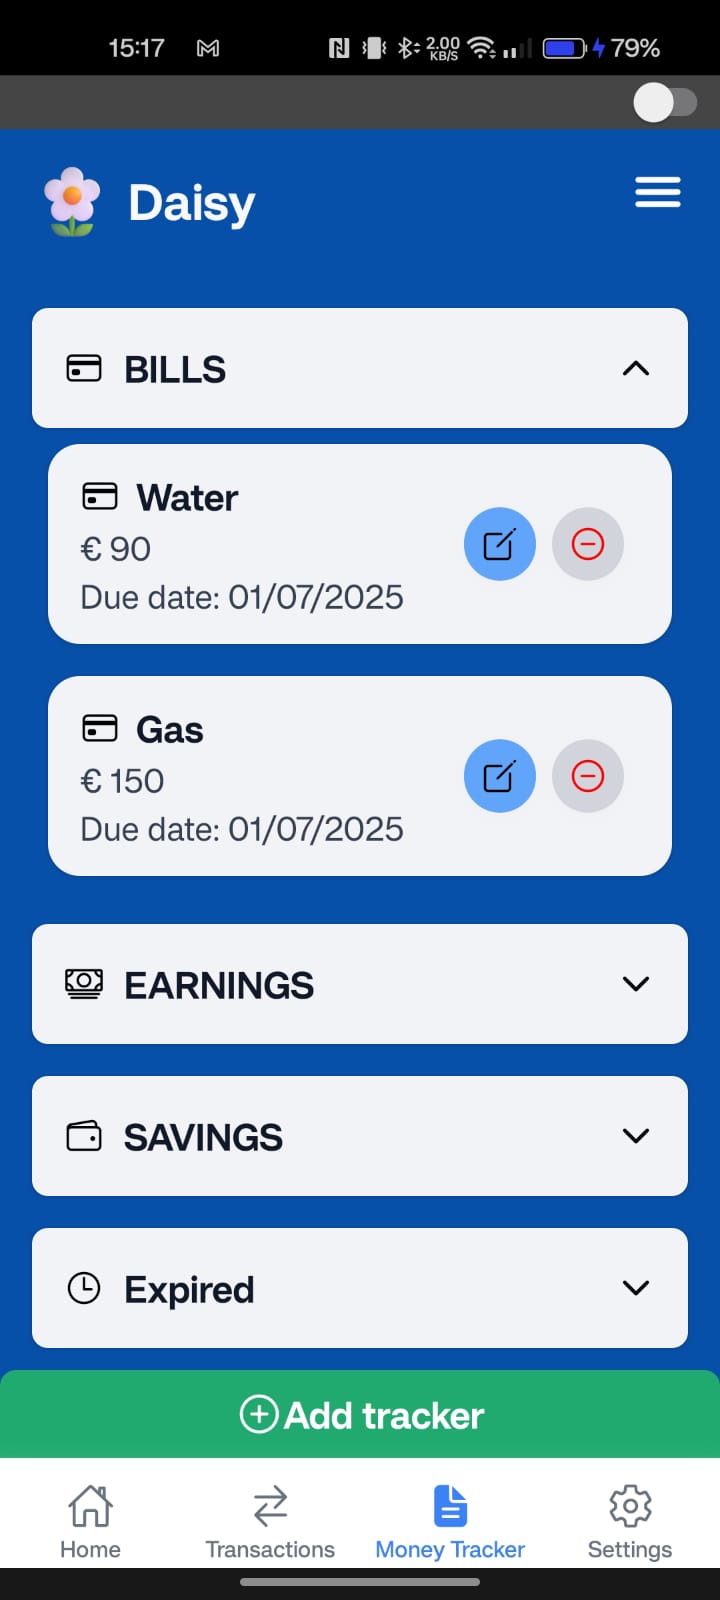 15:17 2.00 KB/S 79%
Daisy
BILLS
Water
€ 90
Due date: 01/07/2025
Gas
€ 150
Due date: 01/07/2025
EARNINGS
SAVINGS
Expired
Add tracker
Home Transactions Money Tracker Settings